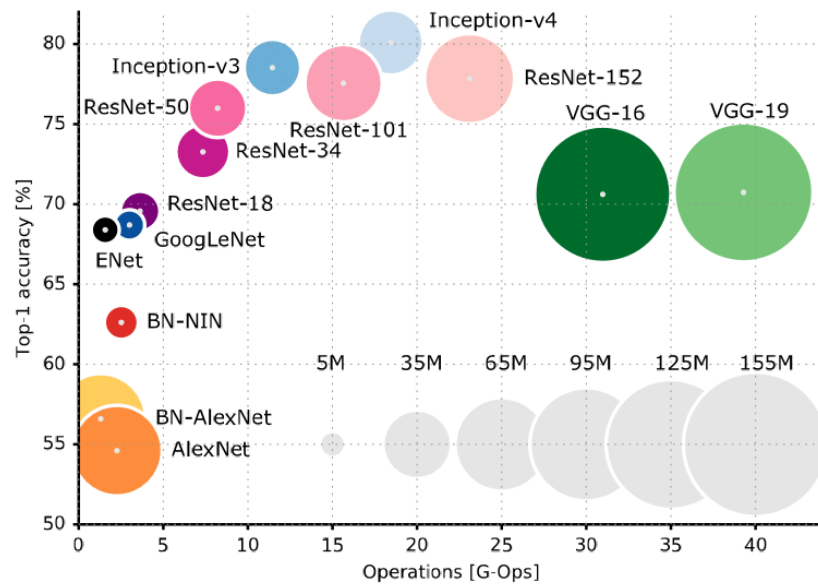 Inception-v4
80
Inception-v3
ResNet-152
ResNet-50
VGG-16
VGG-19
ResNet-101
75
ResNet-34
70
ResNet-18
GoogLeNet
ENet
65
BN-NIN
60
5M 35M 65M 95M 125M 155M
BN-AlexNet
55
AlexNet
50
0 5 10 15 20 25 30 35 40
Operations [G-Ops]
Top-1 accuracy [%]